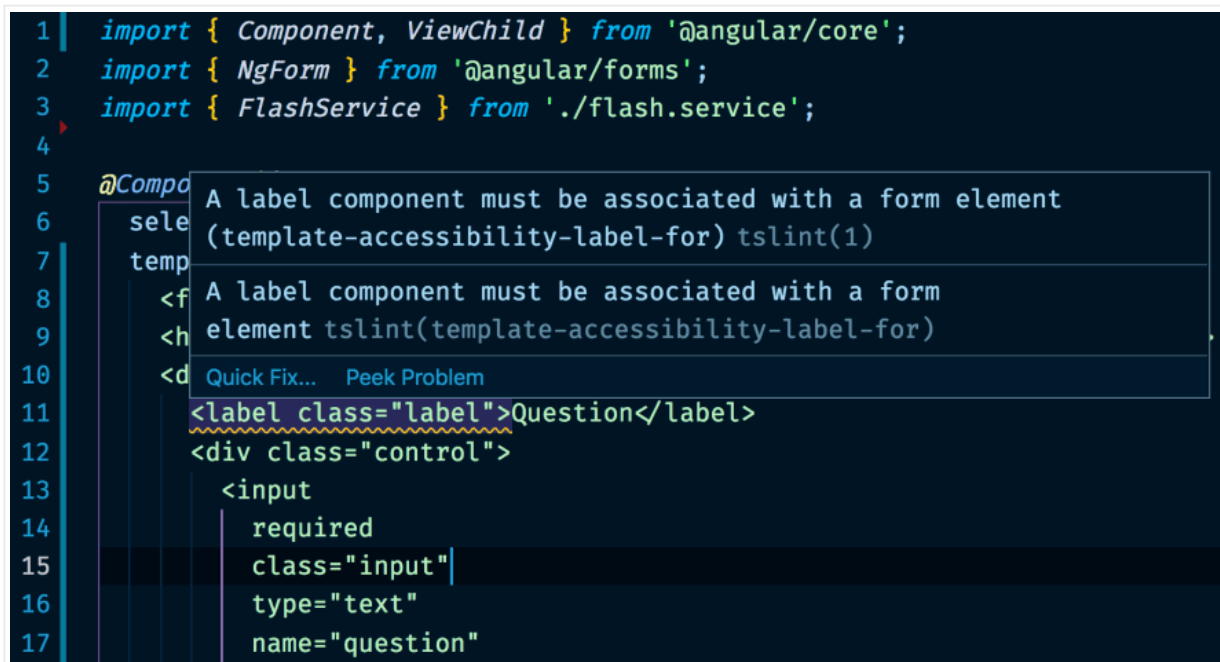 1 import { Component, ViewChild } from '@angular/core';
2 import { NgForm } from '@angular/forms';
3 import { FlashService } from './flash.service';
4
5 @Compo
A label component must be associated with a form element
6 sele
(template-accessibility-label-for) tslint(1)
7 temp
8 <f
A label component must be associated with a form
9 <h
element tslint(template-accessibility-label-for)
10 <d
Quick Fix... Peek Problem
11 <label class="label">Question</label>
12 <div class="control">
13 <input
14 required
15 class="input"
16 type="text"
17 name="question"